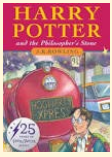 HARRY
POTTER
and the Philosopher's Stone
J.K. ROWLING
25